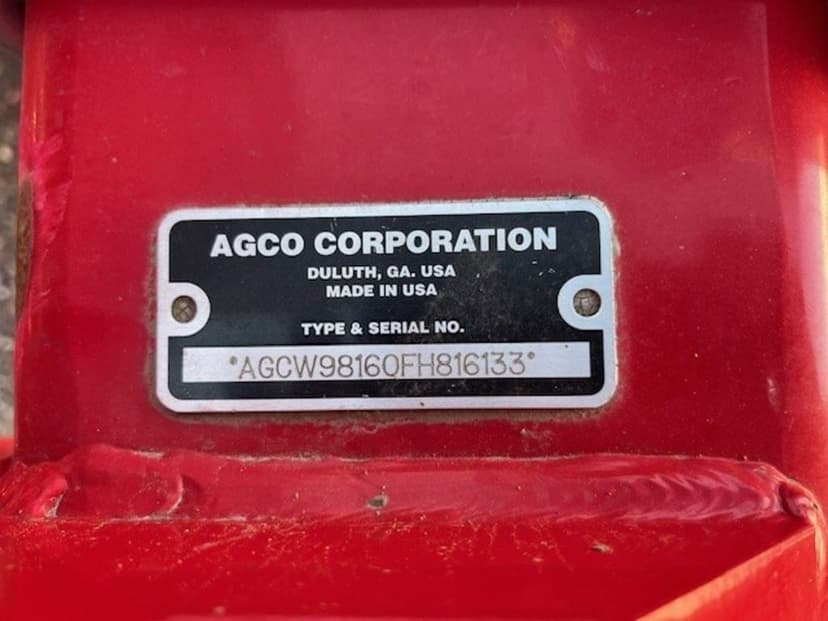 AGCO CORPORATION
DULUTH, GA. USA
MADE IN USA
TYPE & SERIAL NO.
*AGCW98160FH816133*